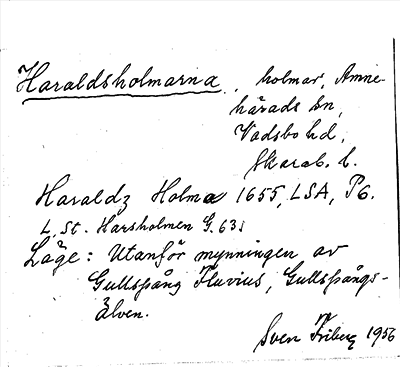 Haraldsholmarna, holmar, Amne-
härads sn,
Vadsbo hd,
Skarab. l.
Haraldz Holma 1655, LSA, P6.
L. St. Harsholmen G. 631
Läge: Utanför mynningen av
Gullspång Fluvius, Gullspångs-
älven.
Sven Friberg 1956